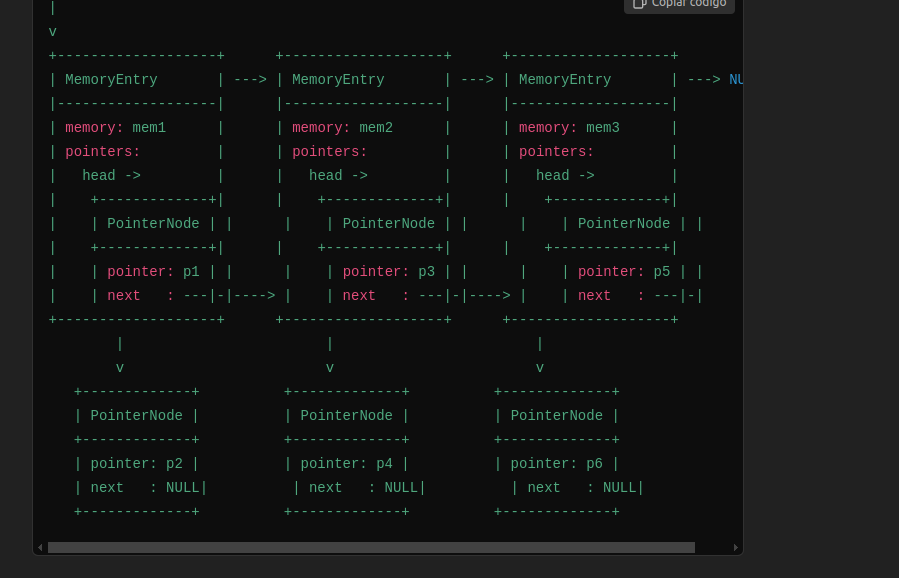 Copiar código
|
v
+-------------------+      +-------------------+      +-------------------+
| MemoryEntry       | ---> | MemoryEntry       | ---> | MemoryEntry       | ---> NU
|-------------------|      |-------------------|      |-------------------|
| memory: mem1      |      | memory: mem2      |      | memory: mem3      |
| pointers:         |      | pointers:         |      | pointers:         |
|   head ->         |      |   head ->         |      |   head ->         |
|    +-------------+|      |    +-------------+|      |    +-------------+|
|    | PointerNode | |      |    | PointerNode | |      |    | PointerNode | |
|    +-------------+|      |    +-------------+|      |    +-------------+|
|    | pointer: p1 | |      |    | pointer: p3 | |      |    | pointer: p5 | |
|    | next   : ---|-|----> |    | next   : ---|-|----> |    | next   : ---|-|
+-------------------+      +-------------------+      +-------------------+
        |                        |                        |
        v                        v                        v
   +-------------+          +-------------+          +-------------+
   | PointerNode |          | PointerNode |          | PointerNode |
   +-------------+          +-------------+          +-------------+
   | pointer: p2 |          | pointer: p4 |          | pointer: p6 |
   | next   : NULL|          | next   : NULL|          | next   : NULL|
   +-------------+          +-------------+          +-------------+